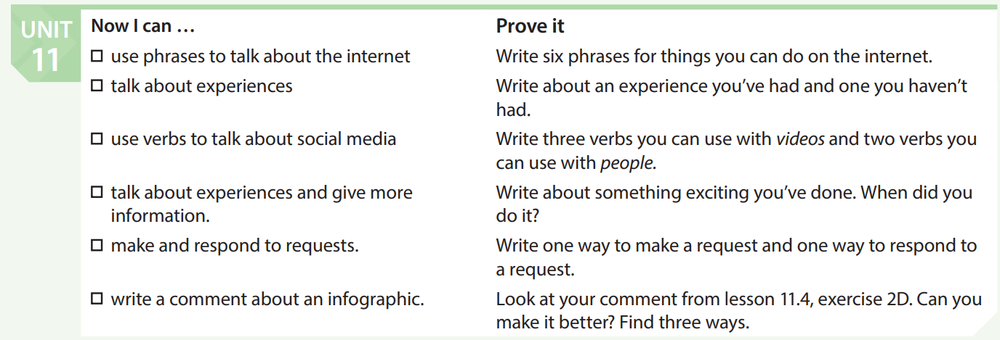 UNIT
11
Now I can …
Prove it
☐ use phrases to talk about the internet
Write six phrases for things you can do on the internet.
☐ talk about experiences
Write about an experience you’ve had and one you haven’t
had.
☐ use verbs to talk about social media
Write three verbs you can use with videos and two verbs you
can use with people.
☐ talk about experiences and give more
information.
Write about something exciting you’ve done. When did you
do it?
☐ make and respond to requests.
Write one way to make a request and one way to respond to
a request.
☐ write a comment about an infographic.
Look at your comment from lesson 11.4, exercise 2D. Can you
make it better? Find three ways.